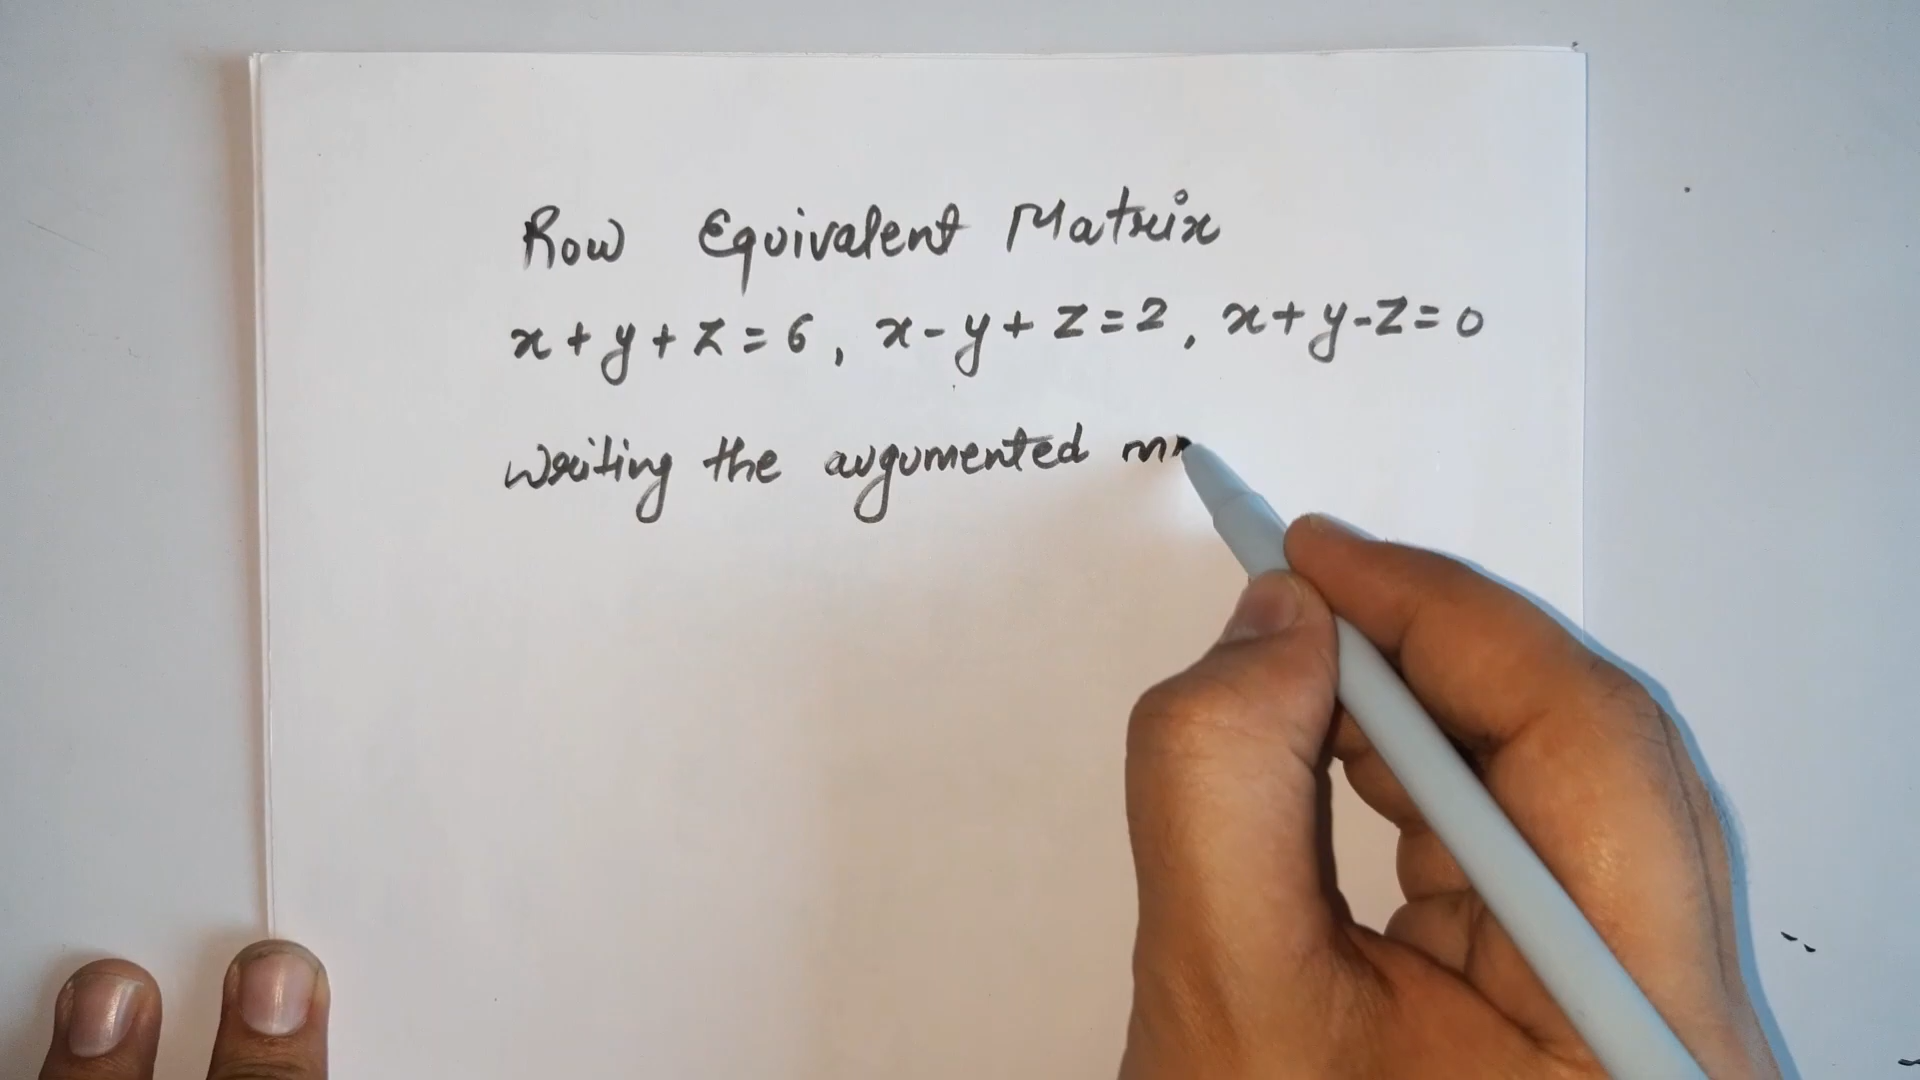 Row Equivalent Matrix
x + y + z = 6, x - y + z = 2, x + y - z = 0
Writing the augumented